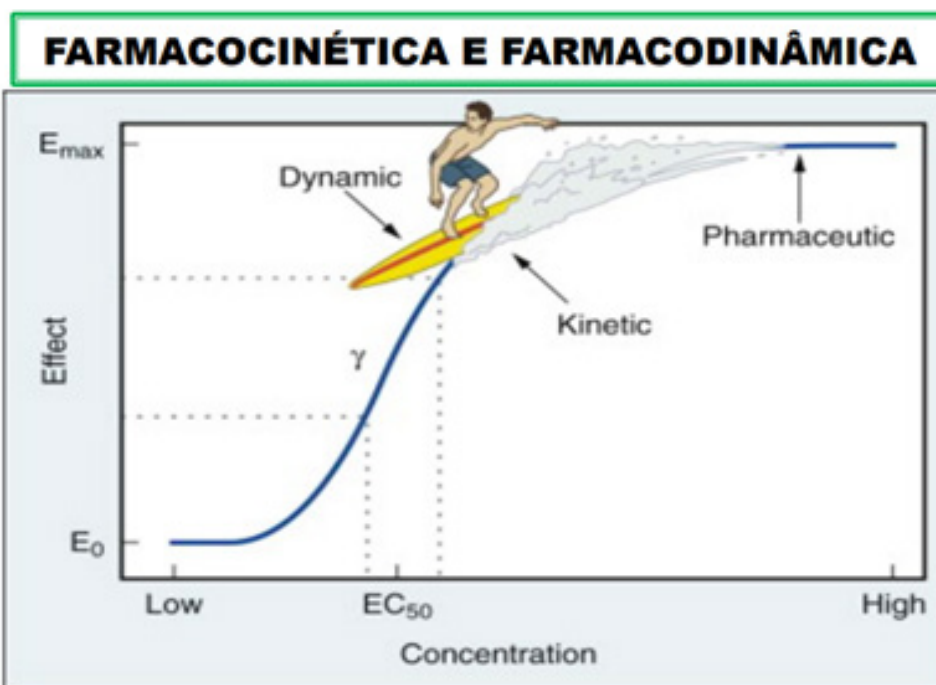 FARMACOCINÉTICA E FARMACODINÂMICA
Emax
Dynamic
Pharmaceutic
Kinetic
Effect
γ
E0
Low
EC50
High
Concentration